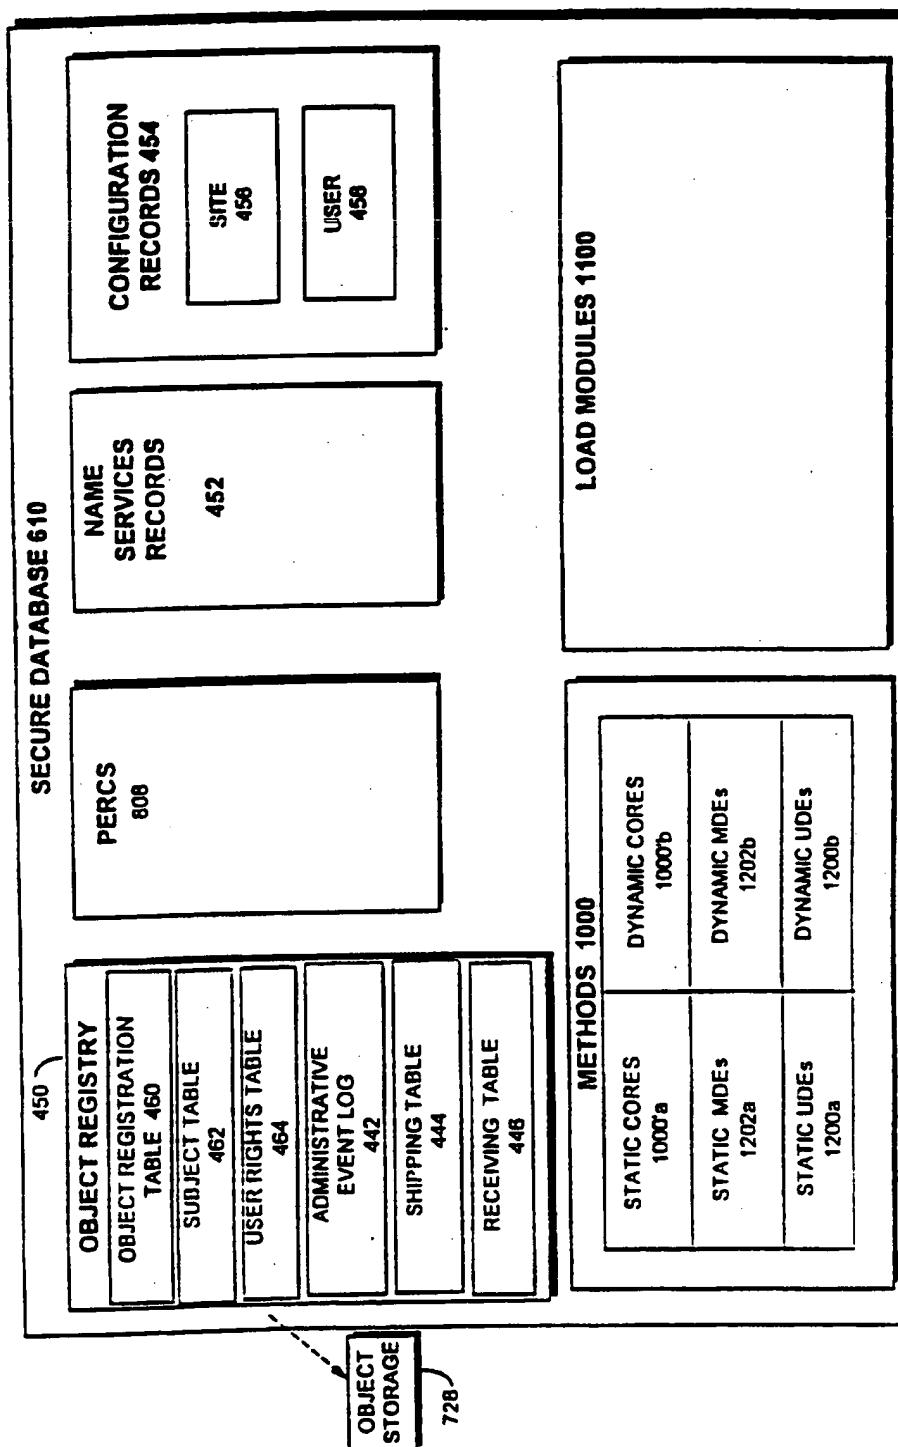 SECURE DATABASE 610
450
OBJECT REGISTRY
OBJECT REGISTRATION
TABLE 460
SUBJECT TABLE
462
USER RIGHTS TABLE
464
ADMINISTRATIVE
EVENT LOG
442
SHIPPING TABLE
444
RECEIVING TABLE
446
PERCS
808
NAME
SERVICES
RECORDS
452
CONFIGURATION
RECORDS 454
SITE
456
USER
458
OBJECT
STORAGE
728
METHODS 1000
STATIC CORES
1000'a
DYNAMIC CORES
1000'b
STATIC MDEs
1202a
DYNAMIC MDEs
1202b
STATIC UDEs
1200a
DYNAMIC UDEs
1200b
LOAD MODULES 1100